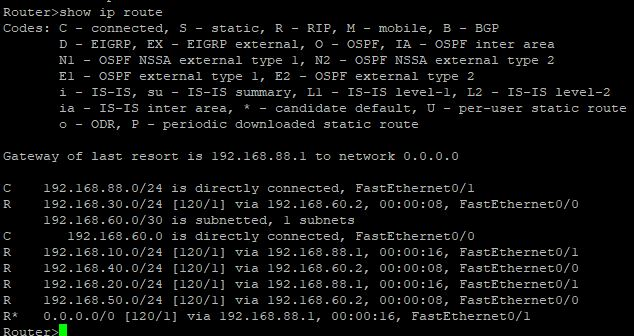 Router>show ip route
Codes: C - connected, S - static, R - RIP, M - mobile, B - BGP
       D - EIGRP, EX - EIGRP external, O - OSPF, IA - OSPF inter area
       N1 - OSPF NSSA external type 1, N2 - OSPF NSSA external type 2
       E1 - OSPF external type 1, E2 - OSPF external type 2
       i - IS-IS, su - IS-IS summary, L1 - IS-IS level-1, L2 - IS-IS level-2
       ia - IS-IS inter area, * - candidate default, U - per-user static route
       o - ODR, P - periodic downloaded static route
Gateway of last resort is 192.168.88.1 to network 0.0.0.0
C    192.168.88.0/24 is directly connected, FastEthernet0/1
R    192.168.30.0/24 [120/1] via 192.168.60.2, 00:00:08, FastEthernet0/0
     192.168.60.0/30 is subnetted, 1 subnets
C       192.168.60.0 is directly connected, FastEthernet0/0
R    192.168.10.0/24 [120/1] via 192.168.88.1, 00:00:16, FastEthernet0/1
R    192.168.40.0/24 [120/1] via 192.168.60.2, 00:00:08, FastEthernet0/0
R    192.168.20.0/24 [120/1] via 192.168.88.1, 00:00:16, FastEthernet0/1
R    192.168.50.0/24 [120/1] via 192.168.60.2, 00:00:08, FastEthernet0/0
R*   0.0.0.0/0 [120/1] via 192.168.88.1, 00:00:16, FastEthernet0/1
Router>